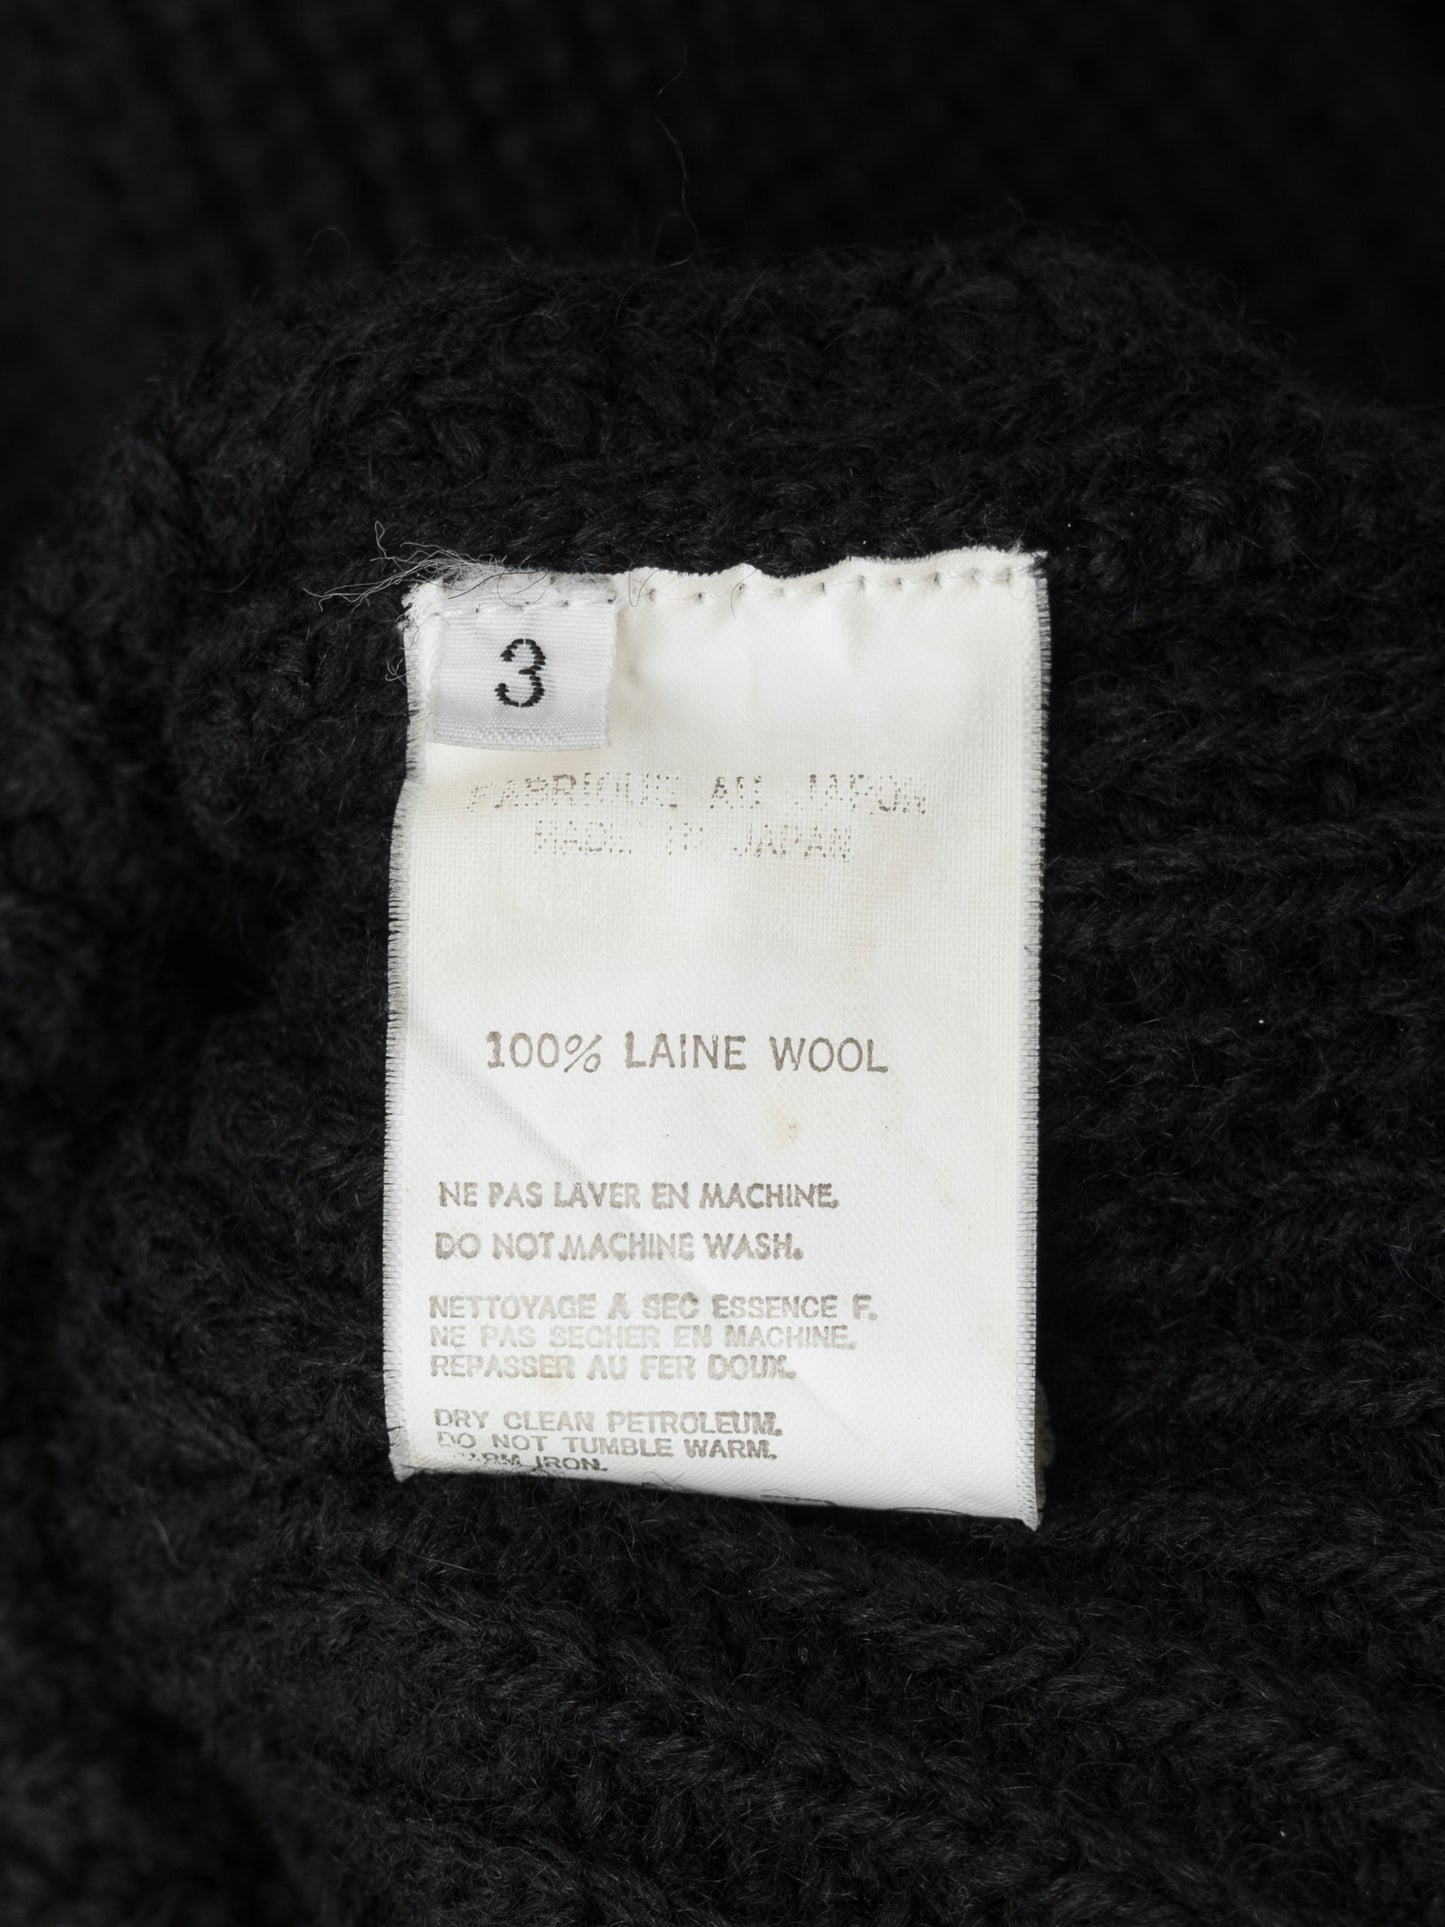 3
FABRIQUE AU JAPON
MADE IN JAPAN
100% LAINE WOOL
NE PAS LAVER EN MACHINE.
DO NOT MACHINE WASH.
NETTOYAGE A SEC ESSENCE F.
NE PAS SECHER EN MACHINE.
REPASSER AU FER DOUX.
DRY CLEAN PETROLEUM.
DO NOT TUMBLE WARM.
IRON.